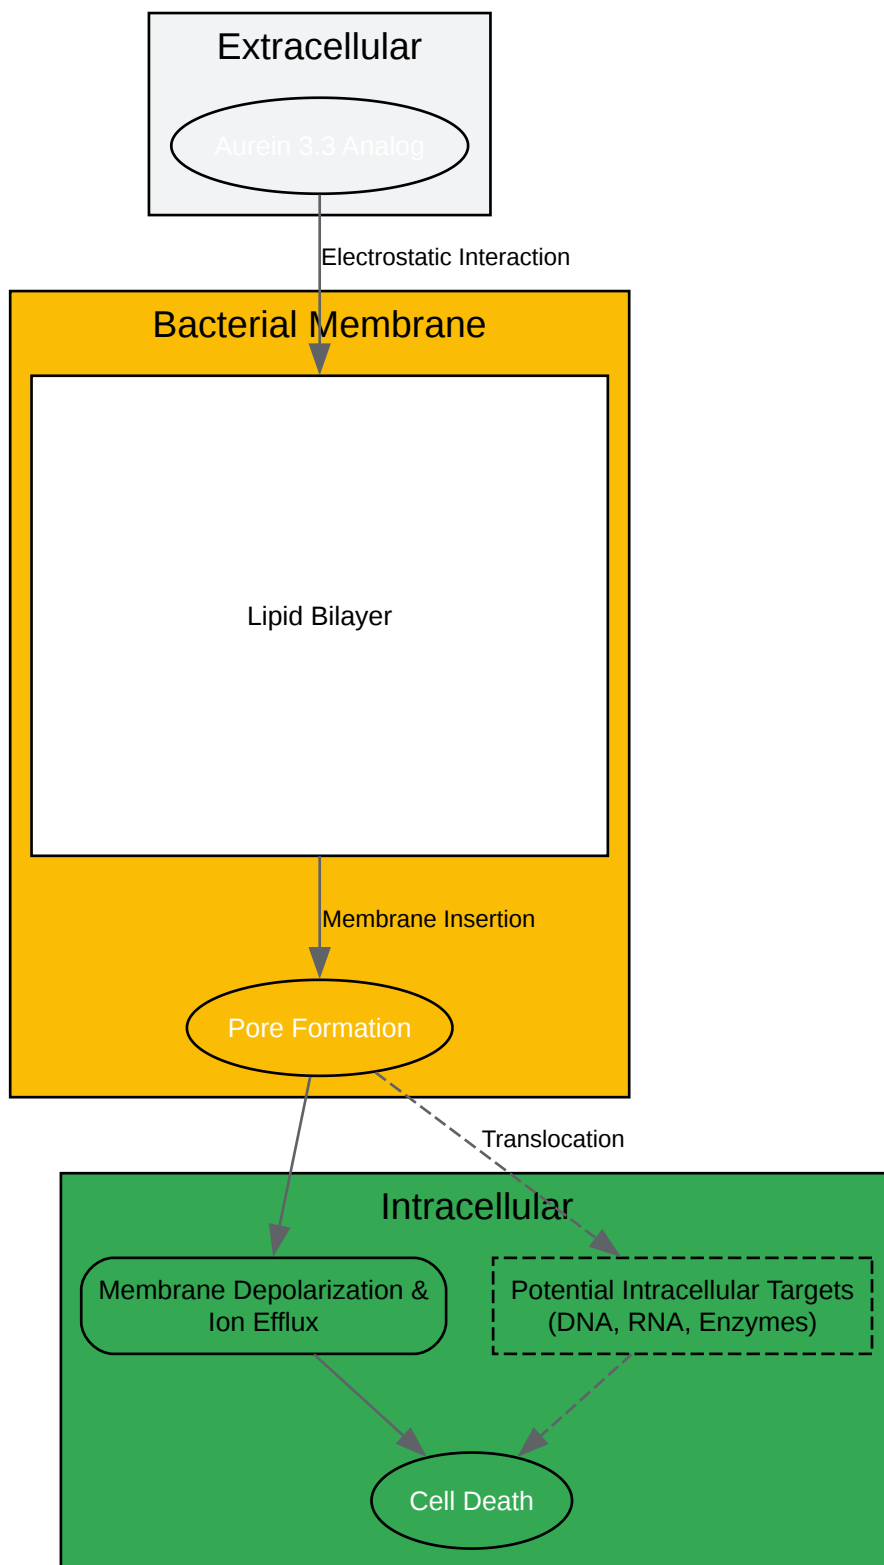 Extracellular
Aurein 3.3 Analog
Electrostatic Interaction
Bacterial Membrane
Lipid Bilayer
Membrane Insertion
Pore Formation
Translocation
Intracellular
Membrane Depolarization &
Ion Efflux
Potential Intracellular Targets
(DNA, RNA, Enzymes)
Cell Death